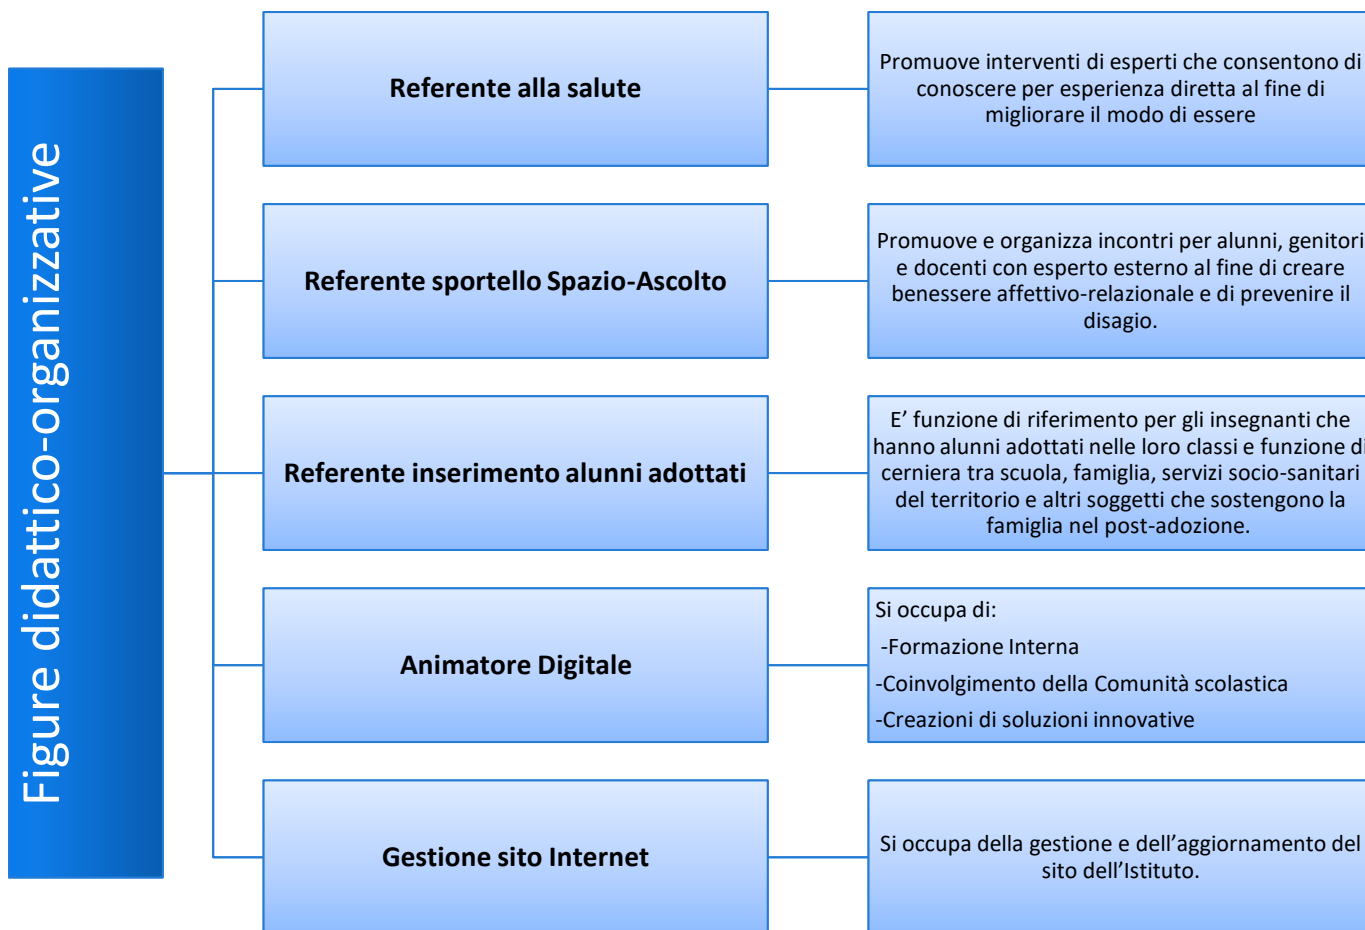 Figure didattico-organizzative
Referente alla salute
Promuove interventi di esperti che consentono di
conoscere per esperienza diretta al fine di
migliorare il modo di essere
Referente sportello Spazio-Ascolto
Promuove e organizza incontri per alunni, genitori
e docenti con esperto esterno al fine di creare
benessere affettivo-relazionale e di prevenire il
disagio.
Referente inserimento alunni adottati
E’ funzione di riferimento per gli insegnanti che
hanno alunni adottati nelle loro classi e funzione di
cerniera tra scuola, famiglia, servizi socio-sanitari
del territorio e altri soggetti che sostengono la
famiglia nel post-adozione.
Animatore Digitale
Si occupa di:
-Formazione Interna
-Coinvolgimento della Comunità scolastica
-Creazioni di soluzioni innovative
Gestione sito Internet
Si occupa della gestione e dell’aggiornamento del
sito dell’Istituto.